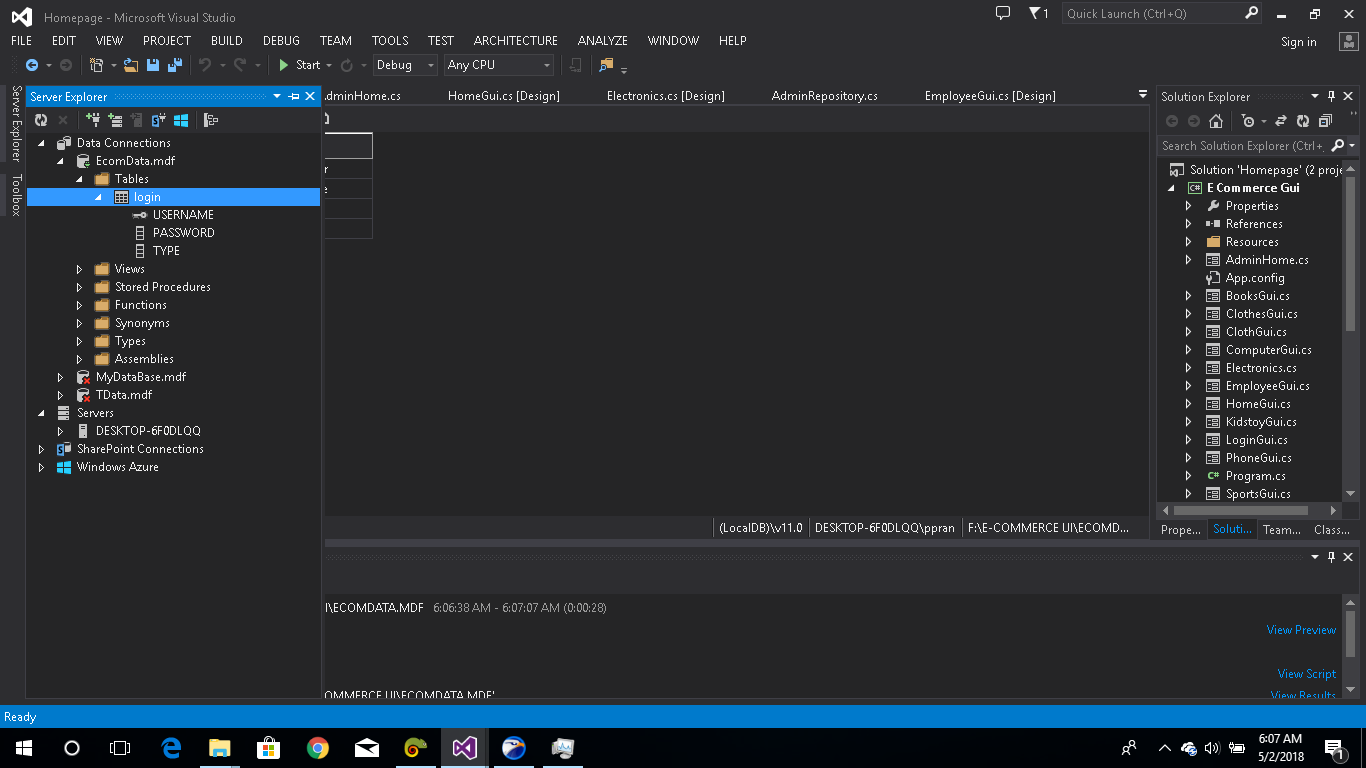 Homepage - Microsoft Visual Studio
1
Quick Launch (Ctrl+Q)
FILE EDIT VIEW PROJECT BUILD DEBUG TEAM TOOLS TEST ARCHITECTURE ANALYZE WINDOW HELP
Sign in
Start Debug Any CPU
Server Explorer
Toolbox
Server Explorer
Data Connections
EcomData.mdf
Tables
login
USERNAME
PASSWORD
TYPE
Views
Stored Procedures
Functions
Synonyms
Types
Assemblies
MyDataBase.mdf
TData.mdf
Servers
DESKTOP-6F0DLQQ
SharePoint Connections
Windows Azure
dminHome.cs HomeGui.cs [Design] Electronics.cs [Design] AdminRepository.cs EmployeeGui.cs [Design]
r
e
(LocalDB)\v11.0 DESKTOP-6F0DLQQ\ppran F:\E-COMMERCE UI\ECOMD...
I\ECOMDATA.MDF 6:06:38 AM - 6:07:07 AM (0:00:28)
View Preview
View Script
OMMERCE UI\ECOMDATA.MDF'
View Results
Solution Explorer
Search Solution Explorer (Ctrl+
Solution 'Homepage' (2 proje
E Commerce Gui
Properties
References
Resources
AdminHome.cs
App.config
BooksGui.cs
ClothesGui.cs
ClothGui.cs
ComputerGui.cs
Electronics.cs
EmployeeGui.cs
HomeGui.cs
KidstoyGui.cs
LoginGui.cs
PhoneGui.cs
Program.cs
SportsGui.cs
Prope... Soluti... Team... Class...
Ready
6:07 AM
5/2/2018
1